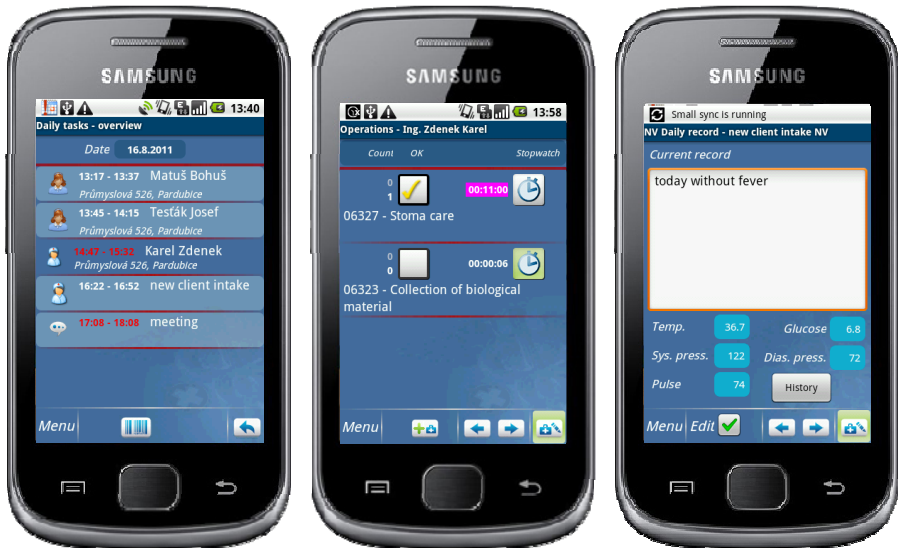 SAMSUNG
13:40
Daily tasks - overview
Date 16.8.2011
13:17 - 13:37 Matuš Bohuš
Průmyslová 526, Pardubice
13:45 - 14:15 Tesťák Josef
Průmyslová 526, Pardubice
14:47 - 15:32 Karel Zdenek
Průmyslová 526, Pardubice
16:22 - 16:52 new client intake
17:08 - 18:08 meeting
Menu
SAMSUNG
13:58
Operations - Ing. Zdenek Karel
Count OK Stopwatch
0
1 00:11:00
06327 - Stoma care
0
0 00:00:06
06323 - Collection of biological
material
Menu
SAMSUNG
Small sync is running
NV Daily record - new client intake NV
Current record
today without fever
Temp. 36.7 Glucose 6.8
Sys. press. 122 Dias. press. 72
Pulse 74 History
Menu Edit